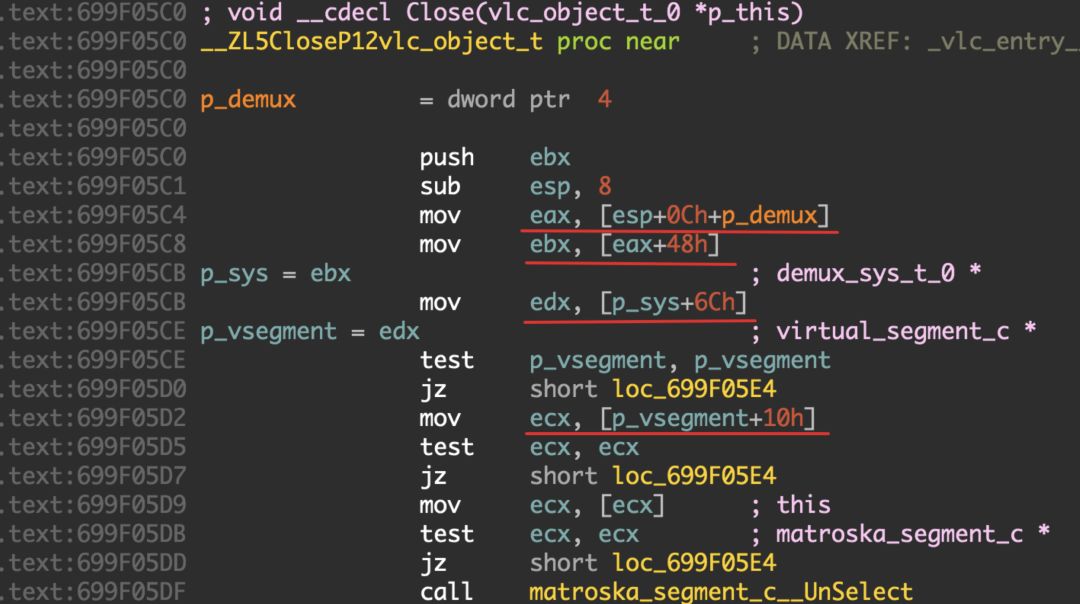 .text:699F05C0 ; void __cdecl Close(vlc_object_t_0 *p_this)
.text:699F05C0 __ZL5CloseP12vlc_object_t proc near ; DATA XREF: _vlc_entry_
.text:699F05C0
.text:699F05C0 p_demux = dword ptr 4
.text:699F05C0
.text:699F05C0 push ebx
.text:699F05C1 sub esp, 8
.text:699F05C4 mov eax, [esp+0Ch+p_demux]
.text:699F05C8 mov ebx, [eax+48h]
.text:699F05CB p_sys = ebx ; demux_sys_t_0 *
.text:699F05CB mov edx, [p_sys+6Ch]
.text:699F05CE p_vsegment = edx ; virtual_segment_c *
.text:699F05CE test p_vsegment, p_vsegment
.text:699F05D0 jz short loc_699F05E4
.text:699F05D2 mov ecx, [p_vsegment+10h]
.text:699F05D5 test ecx, ecx
.text:699F05D7 jz short loc_699F05E4
.text:699F05D9 mov ecx, [ecx] ; this
.text:699F05DB test ecx, ecx ; matroska_segment_c *
.text:699F05DD jz short loc_699F05E4
.text:699F05DF call matroska_segment_c__UnSelect